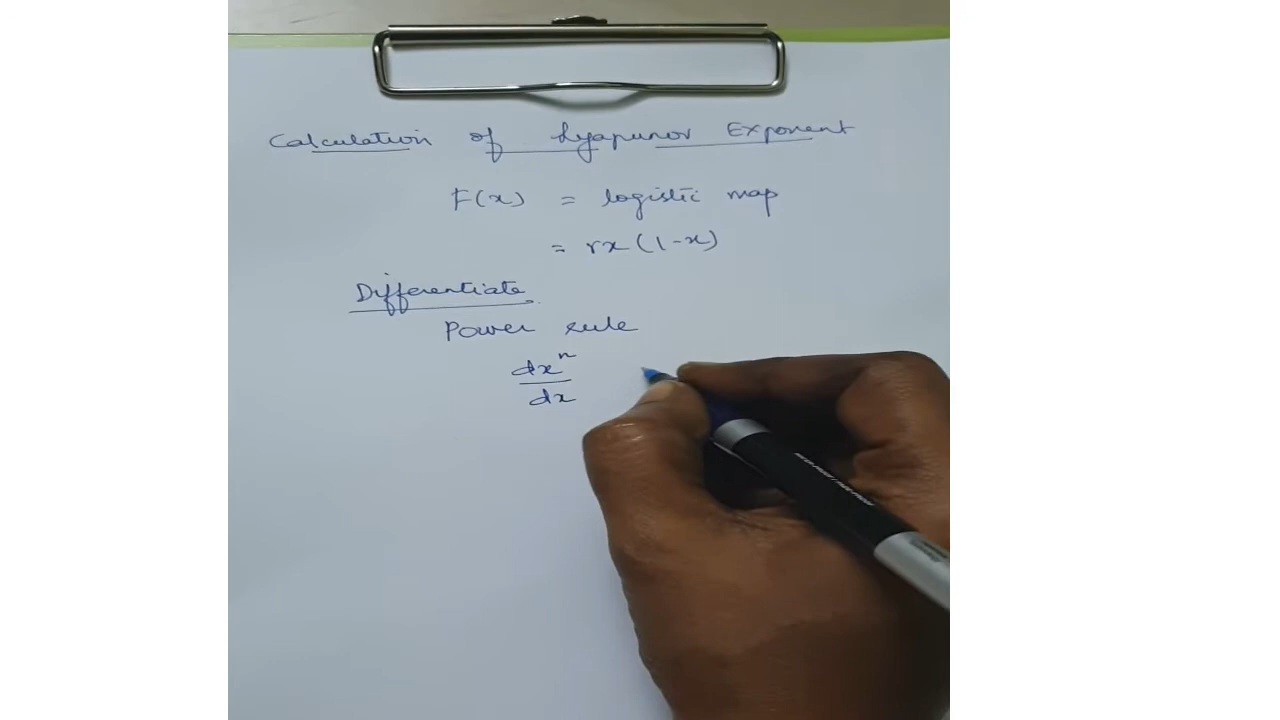 Calculation of Lyapunov Exponent
F(x) = logistic map
= rx(1-x)
Differentiate
Power rule
dxⁿ
dx